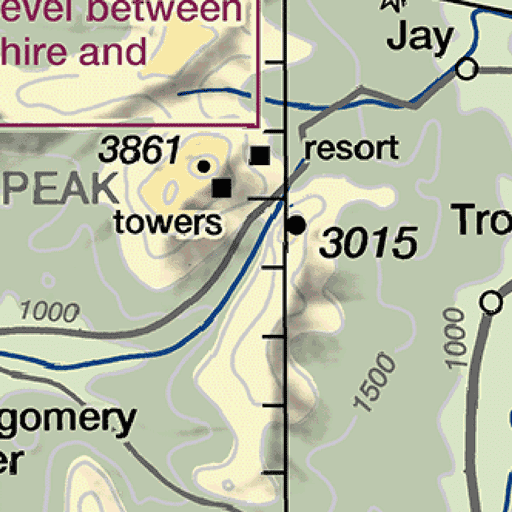 evel between
hire and
Jay
3861
resort
PEAK
towers
Tro
3015
1000
1000
1500
gomery
er